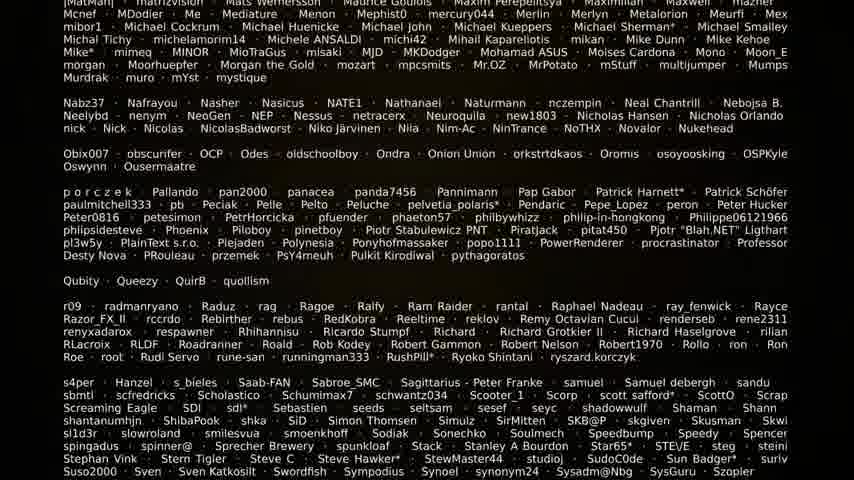 [MatMan] · matrizvision · Mats Wernersson · Maurice Goulois · Maxim Perepelitsya · Maximilian · Maxwell · mazher
Mcnef · MDodier · Me · Mediature · Menon · Mephist0 · mercury044 · Merlin · Merlyn · Metalorion · Meurfi · Mex
mibor1 · Michael Cockrum · Michael Huenicke · Michael John · Michael Kueppers · Michael Sherman* · Michael Smalley
Michal Tichy · michelamorim14 · Michele ANSALDI · michi42 · Mihail Kapareliotis · mikan · Mike Dunn · Mike Kehoe
Mike* · mimeq · MINOR · MioTraGus · misaki · MJD · MKDodger · Mohamad ASUS · Moises Cardona · Mono · Moon_E
morgan · Moorhuepfer · Morgan the Gold · mozart · mpcsmits · Mr.OZ · MrPotato · mStuff · multijumper · Mumps
Murdrak · muro · mYst · mystique
Nabz37 · Nafrayou · Nasher · Nasicus · NATE1 · Nathanael · Naturmann · nczempin · Neal Chantrill · Nebojsa B.
Neelybd · nenym · NeoGen · NEP · Nessus · netracerx · Neuroquila · new1803 · Nicholas Hansen · Nicholas Orlando
nick · Nick · Nicolas · NicolasBadworst · Niko Järvinen · Nila · Nim-Ac · NinTrance · NoTHX · Novalor · Nukehead
Obix007 · obscurifer · OCP · Odes · oldschoolboy · Ondra · Onion Union · orkstrtdkaos · Oromis · osoyoosking · OSPKyle
Oswynn · Ousermaatre
p o r c z e k · Pallando · pan2000 · panacea · panda7456 · Pannimann · Pap Gabor · Patrick Harnett* · Patrick Schöfer
paulmitchell333 · pb · Peciak · Pelle · Pelto · Peluche · pelvetia_polaris* · Pendaric · Pepe_Lopez · peron · Peter Hucker
Peter0816 · petesimon · PetrHorcicka · pfuender · phaeton57 · philbywhizz · philip-in-hongkong · Philippe06121966
phiipsidesteve · Phoenix · Piloboy · pinetboy · Piotr Stabulewicz PNT · PiratJack · pitat450 · Pjotr "Blah.NET" Ligthart
pl3w5y · PlainText s.r.o. · Plejaden · Polynesia · Ponyhofmassaker · popo1111 · PowerRenderer · procrastinator · Professor
Desty Nova · PRouleau · przemek · PsY4meuh · Pulkit Kirodiwal · pythagoratos
Qubity · Queezy · QuirB · quollism
r09 · radmanryano · Raduz · rag · Ragoe · Raify · Ram Raider · rantal · Raphael Nadeau · ray_fenwick · Rayce
Razor_FX_II · rccrdo · Rebirther · rebus · RedKobra · Reeltime · reklov · Remy Octavian Cucui · renderseb · rene2311
renyxadarox · respawner · Rhihannisu · Ricardo Stumpf · Richard · Richard Grotkier II · Richard Haselgrove · rilian
RLacroix · RLDF · Roadranner · Roald · Rob Kodey · Robert Gammon · Robert Nelson · Robert1970 · Rollo · ron · Ron
Roe · root · Rudi Servo · rune-san · runningman333 · RushPill* · Ryoko Shintani · ryszard.korczyk
s4per · Hanzel · s_bieles · Saab-FAN · Sabroe_SMC · Sagittarius - Peter Franke · samuel · Samuel debergh · sandu
sbmti · scfredricks · Scholastico · Schumimax7 · schwantz034 · Scooter_1 · Scorp · scott safford* · ScottO · Scrap
Screaming Eagle · SDI · sdl* · Sebastien · seeds · seitsam · sesef · seyc · shadowwulf · Shaman · Shann
shantanumhjn · ShibaPook · shka · SiD · Simon Thomsen · Simulz · SirMitten · SKB@P · skgiven · Skusman · Skwi
sl1d3r · slowroland · smilesvua · smoenkhoff · Sodiak · Sonechko · Soulmech · Speedbump · Speedy · Spencer
spingadus · spinner@ · Sprecher Brewery · spunkloaf · Stack · Stanley A Bourdon · Star65* · STE\/E · steg · steini
Stephan Vink · Stern Tigler · Steve C · Steve Hawker* · StewMaster44 · studioj · SudoC0de · Sun Badger* · suriv
Suso2000 · Sven · Sven Katkosilt · Swordfish · Sympodius · Synoel · synonym24 · Sysadm@Nbg · SysGuru · Szopler